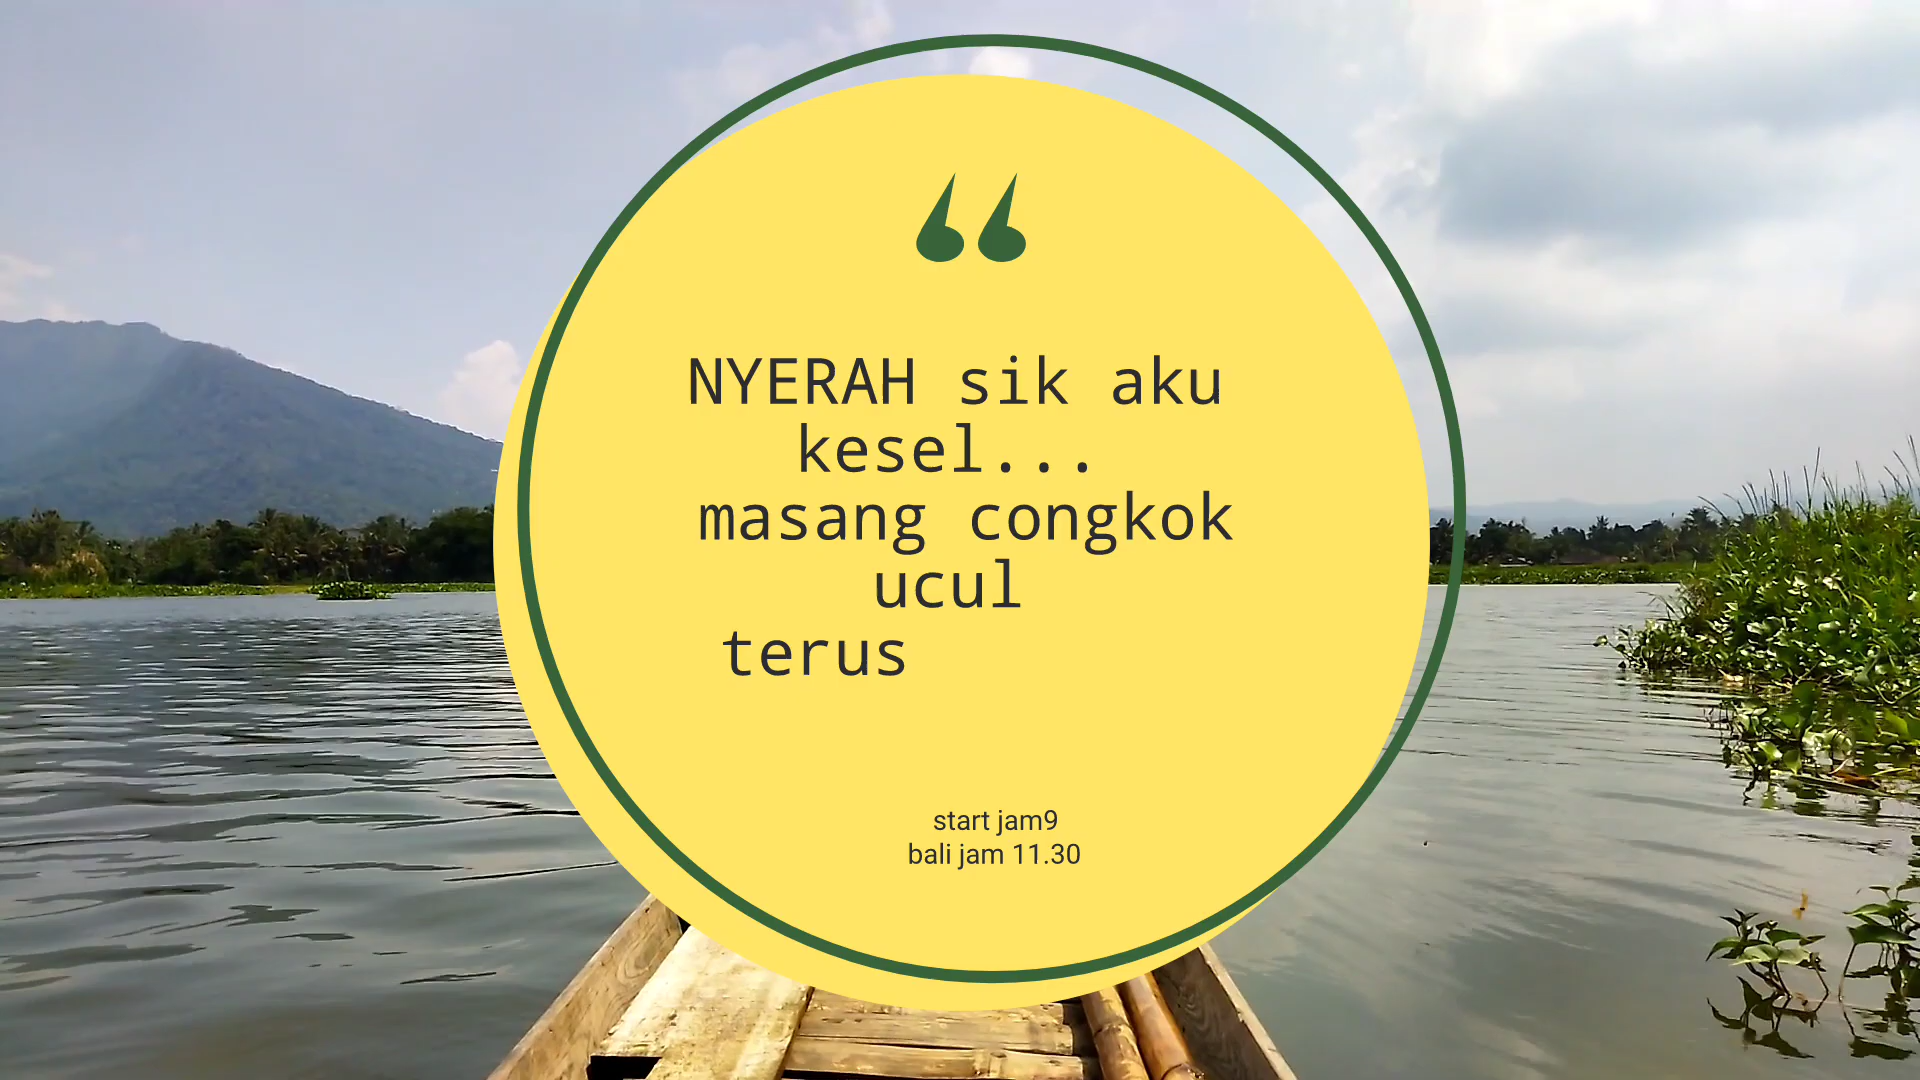 “
NYERAH sik aku
kesel...
masang congkok
ucul
terus
start jam9
bali jam 11.30